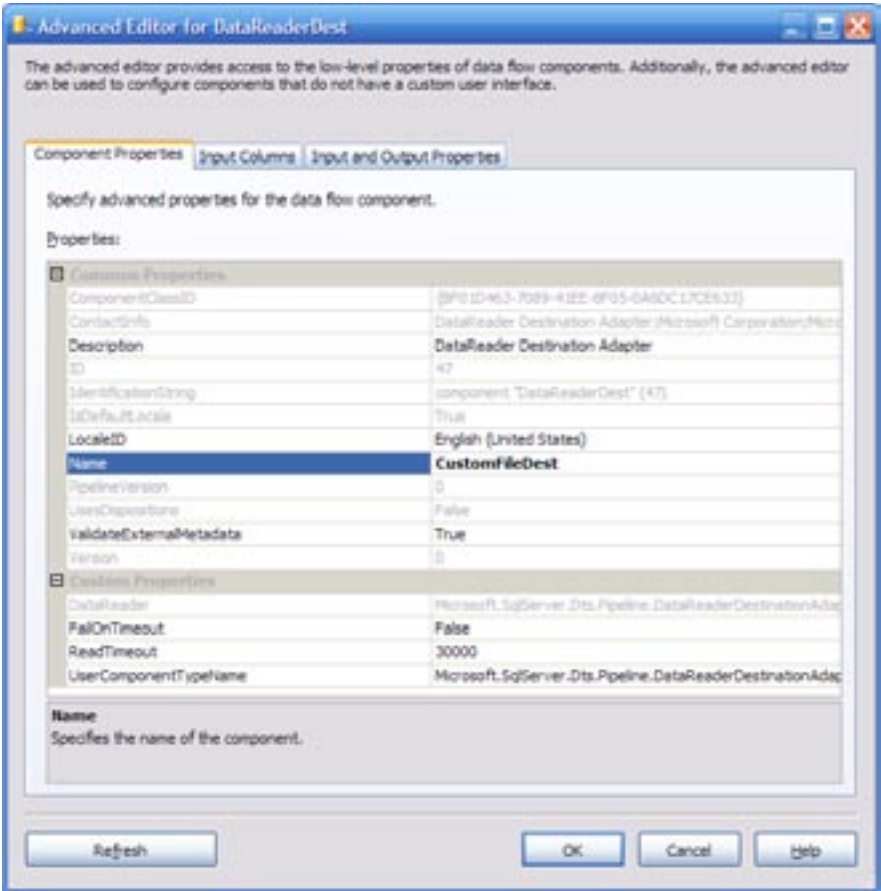 Advanced Editor for DataReaderDest
The advanced editor provides access to the low-level properties of data flow components. Additionally, the advanced editor
can be used to configure components that do not have a custom user interface.
Component Properties Input Columns Input and Output Properties
Specify advanced properties for the data flow component.
Properties:
Common Properties
ComponentClassID
ContactInfo DataReader Destination Adapter;Microsoft Corporation;Micro
Description DataReader Destination Adapter
ID 47
IdentificationString component "DataReaderDest" (47)
IsDefaultLocale True
LocaleID English (United States)
Name CustomFileDest
PipelineVersion 0
UsesDispositions False
ValidateExternalMetadata True
Version 0
Custom Properties
DataReader Microsoft.SqlServer.Dts.Pipeline.DataReaderDestinationAdap
FailOnTimeout False
ReadTimeout 30000
UserComponentTypeName Microsoft.SqlServer.Dts.Pipeline.DataReaderDestinationAdap
Name
Specifies the name of the component.
Refresh OK Cancel Help